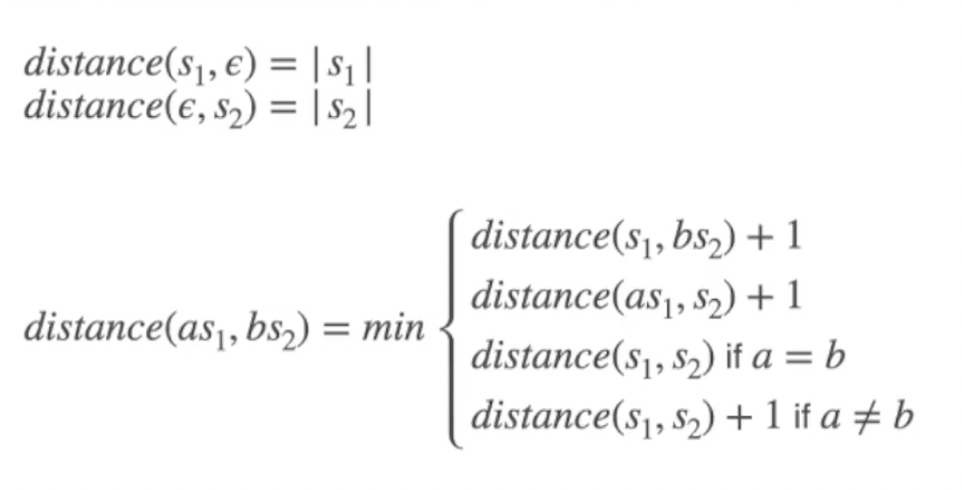 distance(s₁, ϵ) = |s₁|
distance(ϵ, s₂) = |s₂|
distance(as₁, bs₂) = min {
distance(s₁, bs₂) + 1
distance(as₁, s₂) + 1
distance(s₁, s₂) if a = b
distance(s₁, s₂) + 1 if a ≠ b